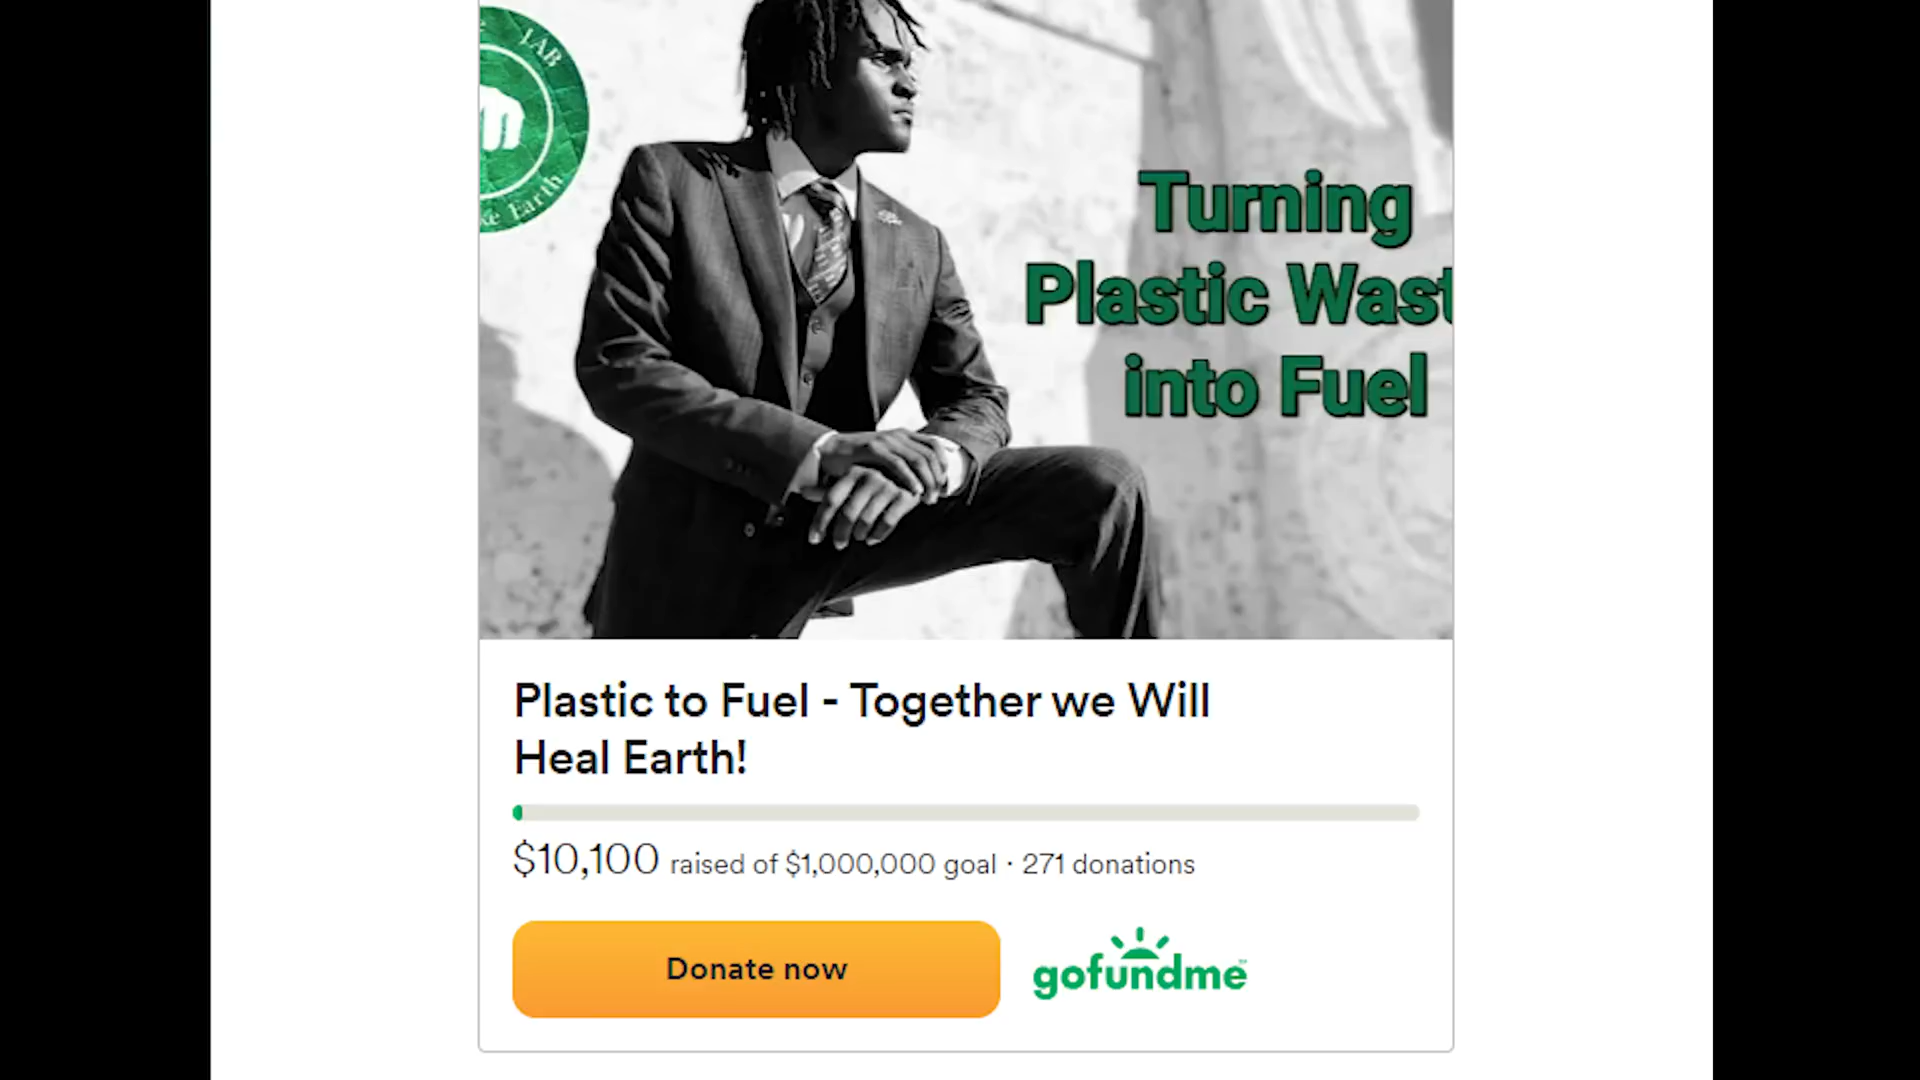 LAB
Earth
Turning
Plastic Wast
into Fuel
Plastic to Fuel - Together we Will
Heal Earth!
$10,100 raised of $1,000,000 goal · 271 donations
Donate now
gofundme